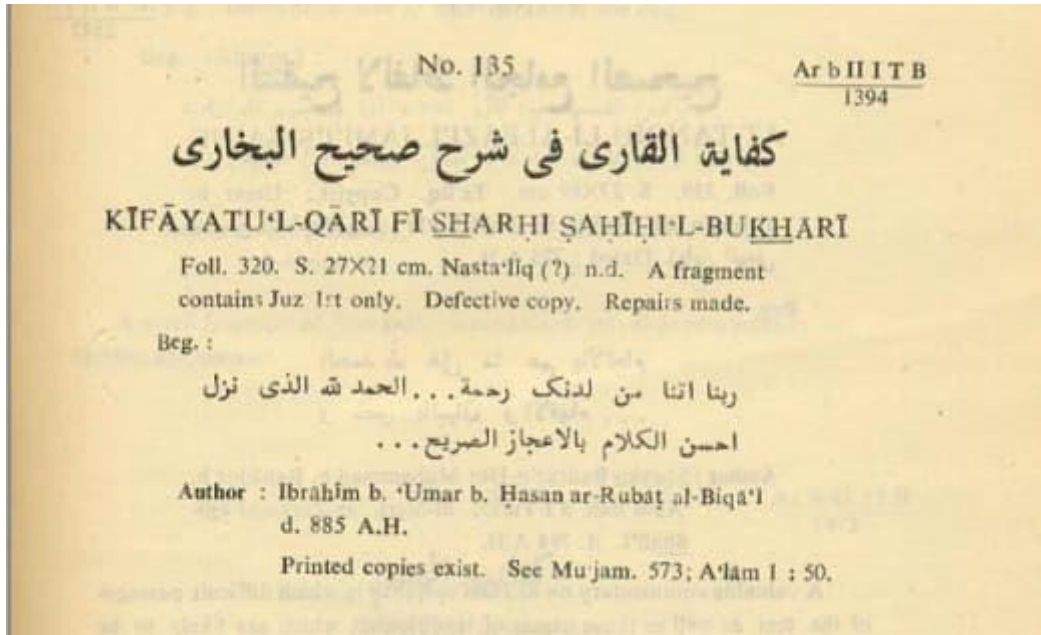 No. 135
Ar b II I T B
1394
كفاية القارى فى شرح صحيح البخارى
KĪFĀYATU‘L-QĀRĪ FĪ SHARḤI ṢAḤĪḤI‘L-BUKHARĪ
Foll. 320. S. 27×21 cm. Nasta‘līq (?) n.d. A fragment
contains Juz 1st only. Defective copy. Repairs made.
Beg. :
ربنا اتنا من لدنک رحمة...الحمد لله الذى نزل
احسن الكلام بالاعجاز الصريح...
Author : Ibrāhīm b. ‘Umar b. Ḥasan ar-Rubāṭ al-Biqā‘ī
d. 885 A.H.
Printed copies exist. See Mu‘jam. 573; A‘lām I : 50.